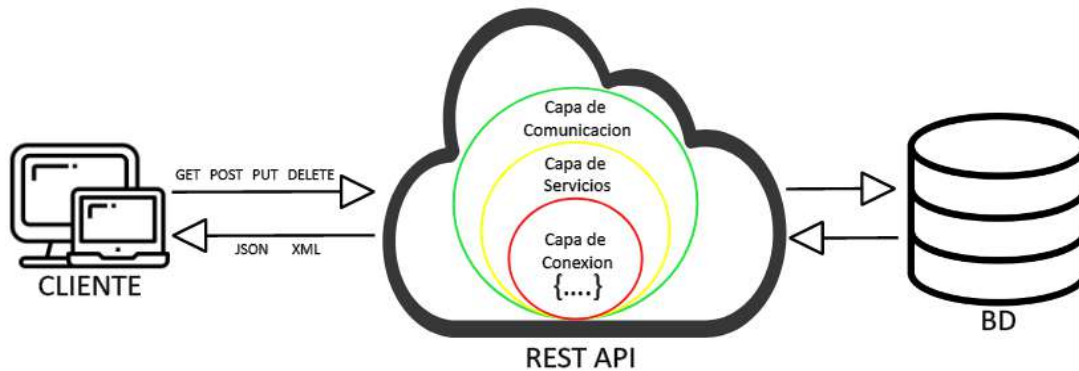 GET POST PUT DELETE
JSON XML
CLIENTE
Capa de
Comunicacion
Capa de
Servicios
Capa de
Conexion
{....}
REST API
BD